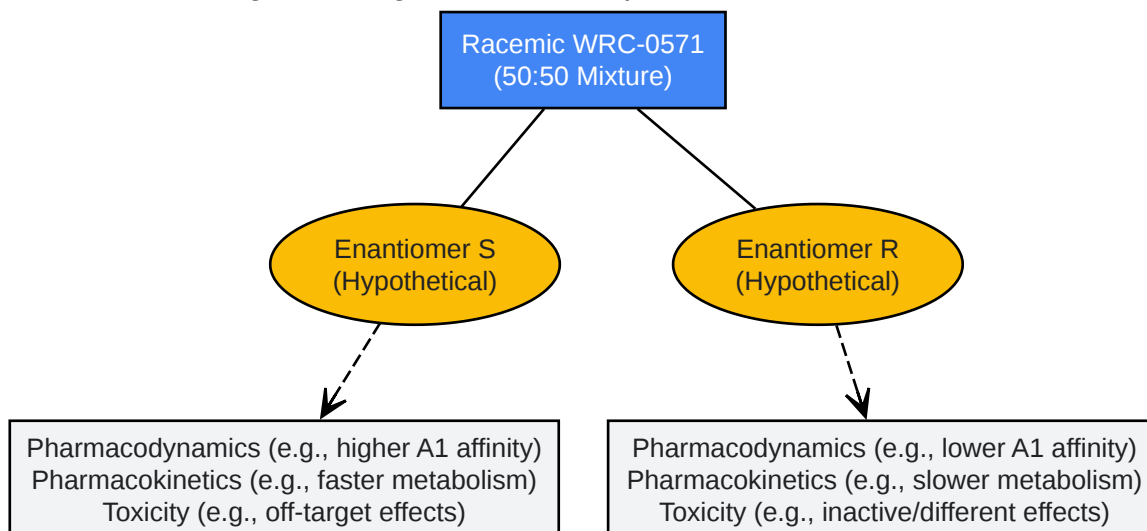 Racemic WRC-0571
(50:50 Mixture)
Enantiomer S
(Hypothetical)
Enantiomer R
(Hypothetical)
Pharmacodynamics (e.g., higher A1 affinity)
Pharmacokinetics (e.g., faster metabolism)
Toxicity (e.g., off-target effects)
Pharmacodynamics (e.g., lower A1 affinity)
Pharmacokinetics (e.g., slower metabolism)
Toxicity (e.g., inactive/different effects)